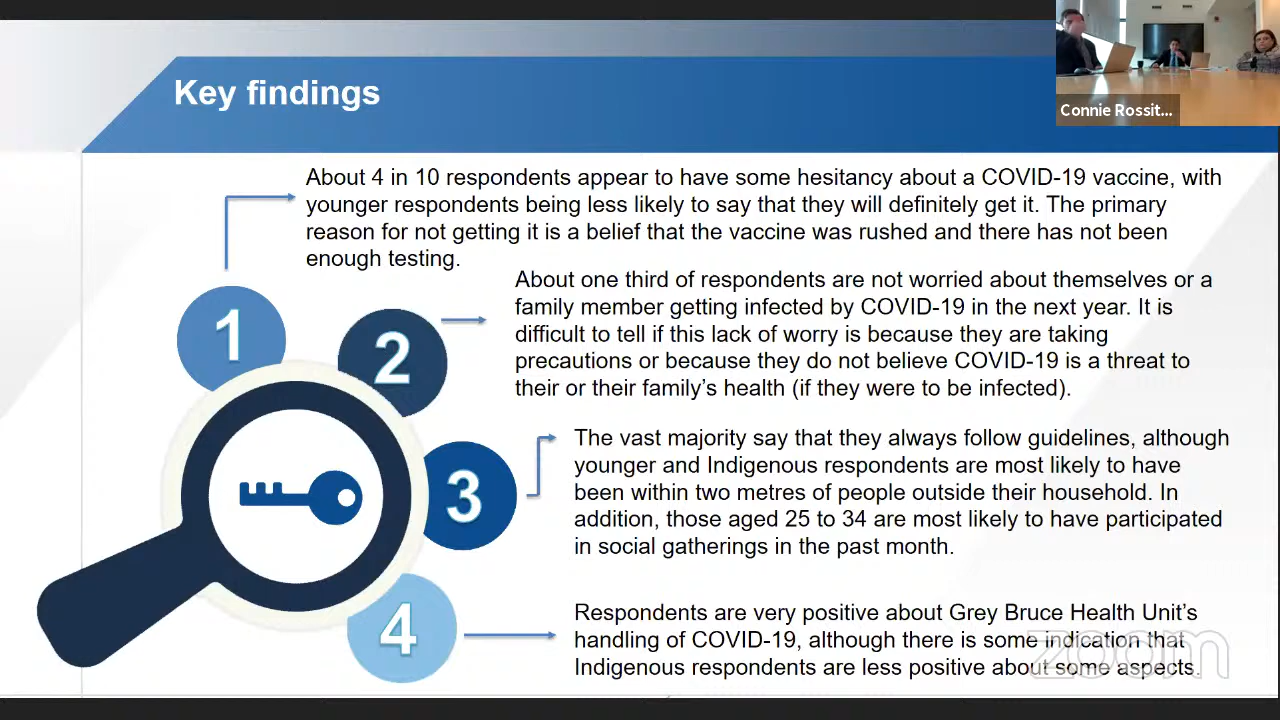 Key findings
Connie Rossit...
About 4 in 10 respondents appear to have some hesitancy about a COVID-19 vaccine, with
younger respondents being less likely to say that they will definitely get it. The primary
reason for not getting it is a belief that the vaccine was rushed and there has not been
enough testing.
1
About one third of respondents are not worried about themselves or a
family member getting infected by COVID-19 in the next year. It is
difficult to tell if this lack of worry is because they are taking
precautions or because they do not believe COVID-19 is a threat to
their or their family's health (if they were to be infected).
2
The vast majority say that they always follow guidelines, although
younger and Indigenous respondents are most likely to have
been within two metres of people outside their household. In
addition, those aged 25 to 34 are most likely to have participated
in social gatherings in the past month.
3
Respondents are very positive about Grey Bruce Health Unit's
handling of COVID-19, although there is some indication that
Indigenous respondents are less positive about some aspects.
4
zoom